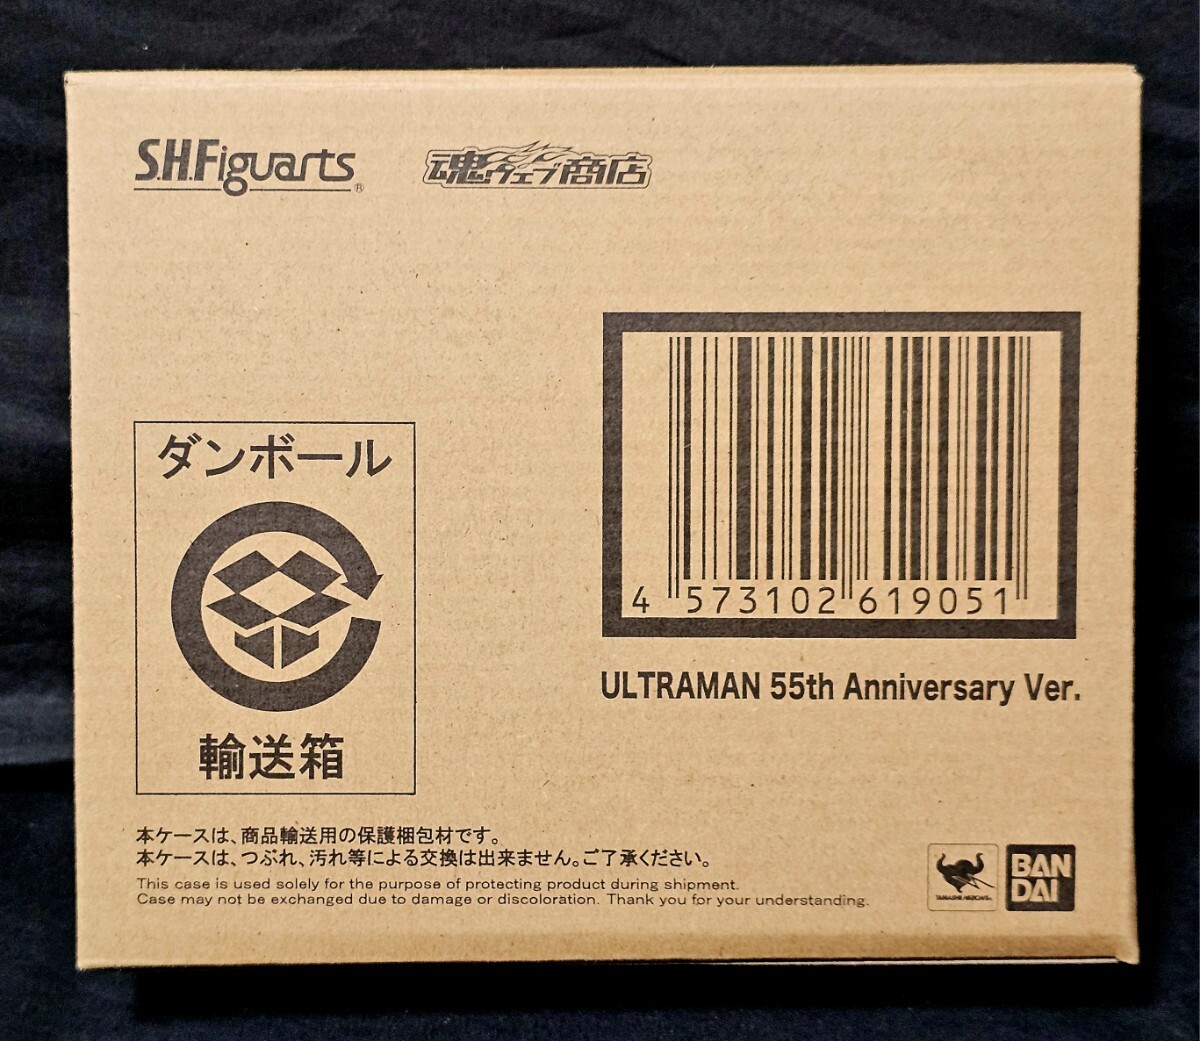 S.H.Figuarts®
魂ウェブ商店
4 573102 619051
ULTRAMAN 55th Anniversary Ver.
ダンボール
輸送箱
本ケースは、商品輸送用の保護梱包材です。
本ケースは、つぶれ、汚れ等による交換は出来ません。ご了承ください。
This case is used solely for the purpose of protecting product during shipment.
Case may not be exchanged due to damage or discoloration. Thank you for your understanding.
TAMASHII NATIONS
BAN
DAI